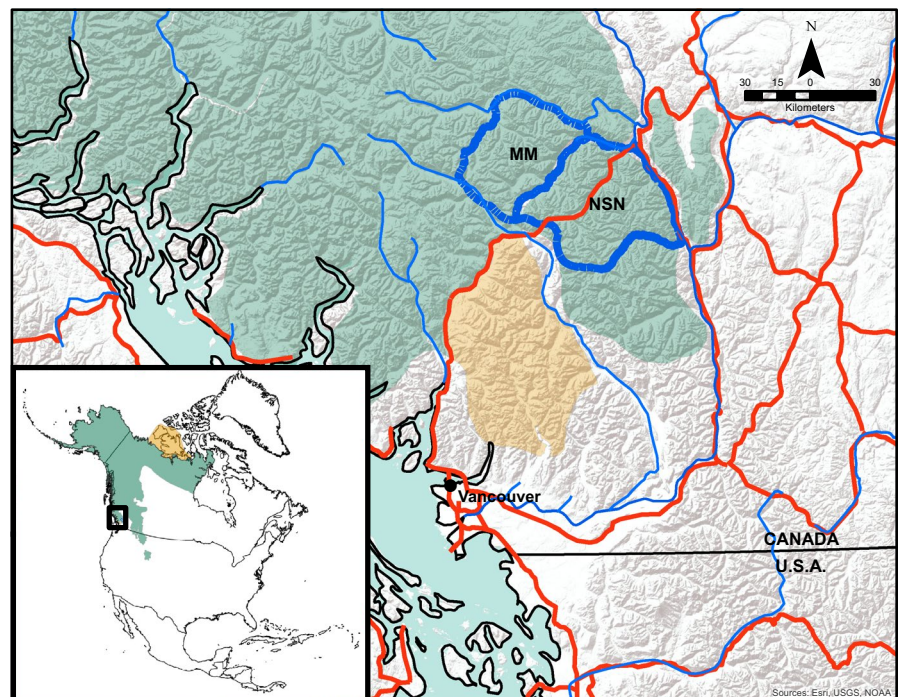 N
30 15 0 30
Kilometers
MM
NSN
Vancouver
CANADA
U.S.A.
Sources: Esri, USGS, NOAA